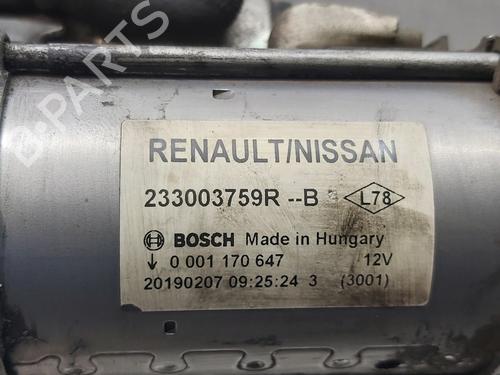 B-PARTS
RENAULT/NISSAN
233003759R --B L78
BOSCH Made in Hungary
↓ 0 001 170 647 12V
20190207 09:25:24 3 (3001)